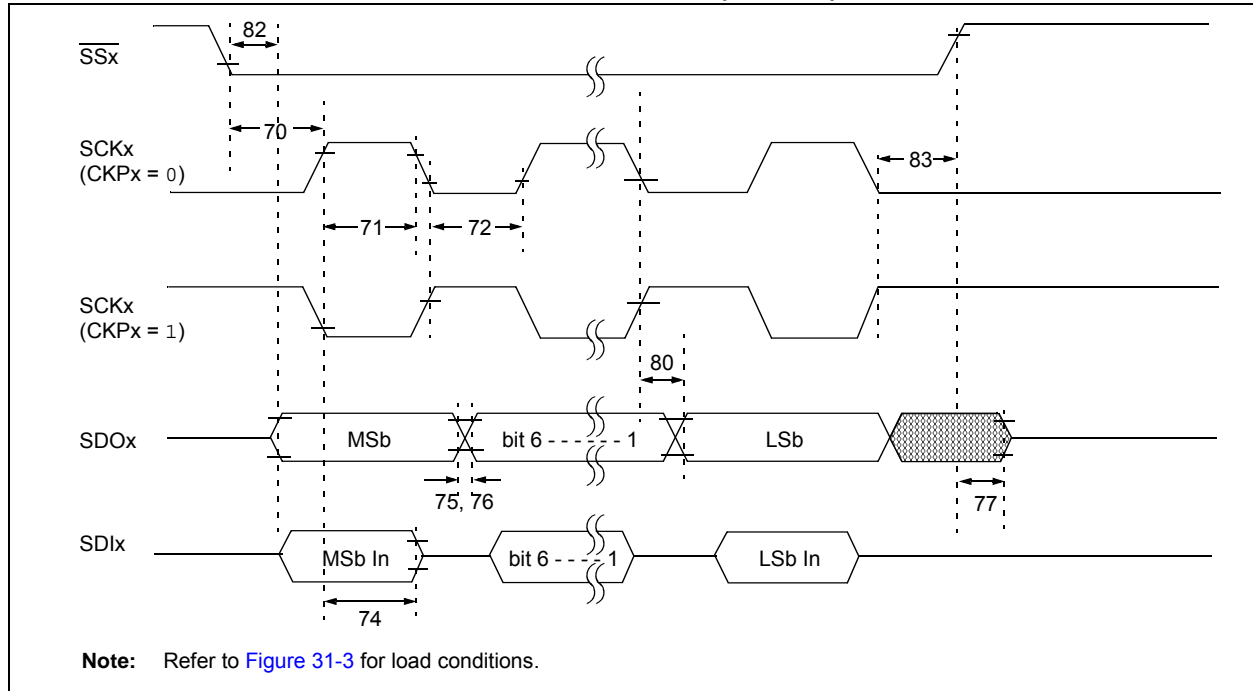 82
SSx
70
SCKx
(CKPx = 0)
83
71
72
SCKx
(CKPx = 1)
80
SDOx
MSb
bit 6 - - - - - - 1
LSb
75, 76
77
SDIx
MSb In
bit 6 - - - - 1
LSb In
74
Note: Refer to Figure 31-3 for load conditions.